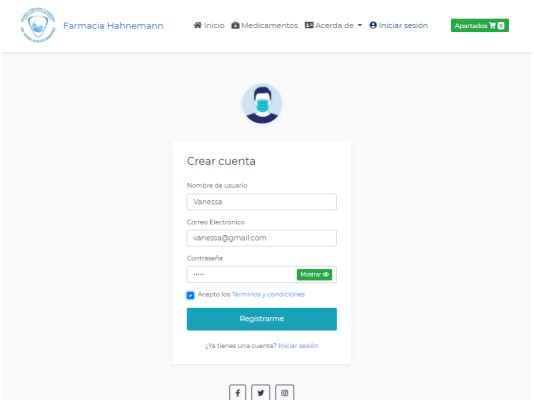 Farmacia Hahnemann
Inicio Medicamentos Acerda de Iniciar sesión Apartados 0
Crear cuenta
Nombre de usuario
Vanessa
Correo Electrónico
vanessa@gmail.com
Contraseña
•••••
Mostrar
Acepto los Términos y condiciones
Registrarme
¿Ya tienes una cuenta? Iniciar sesión